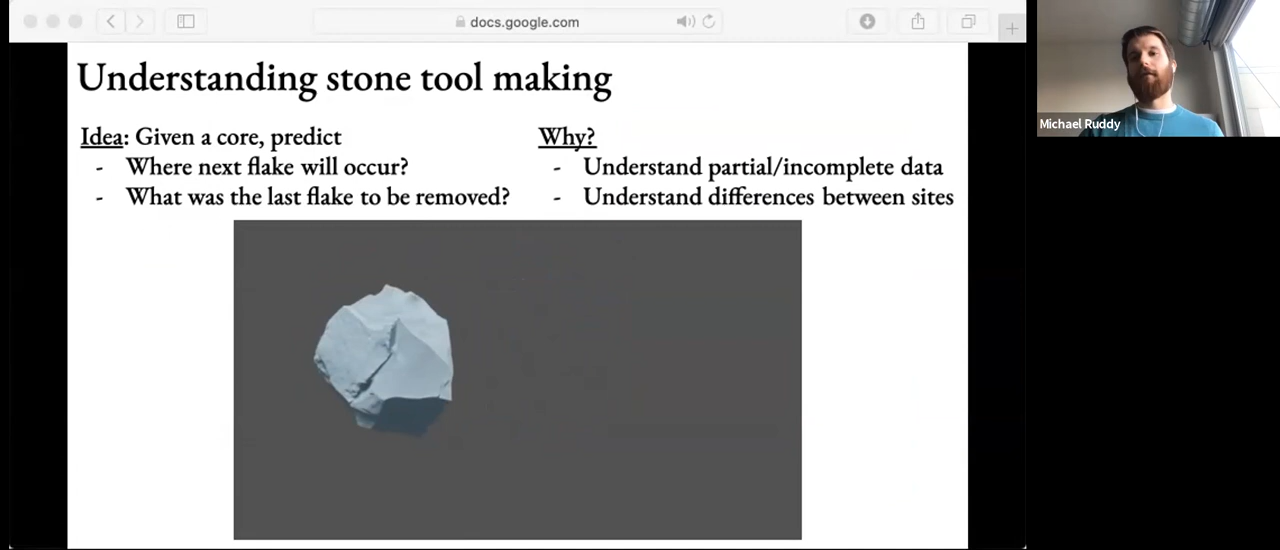 docs.google.com
Understanding stone tool making
Idea: Given a core, predict
- Where next flake will occur?
- What was the last flake to be removed?
Why?
- Understand partial/incomplete data
- Understand differences between sites
Michael Ruddy